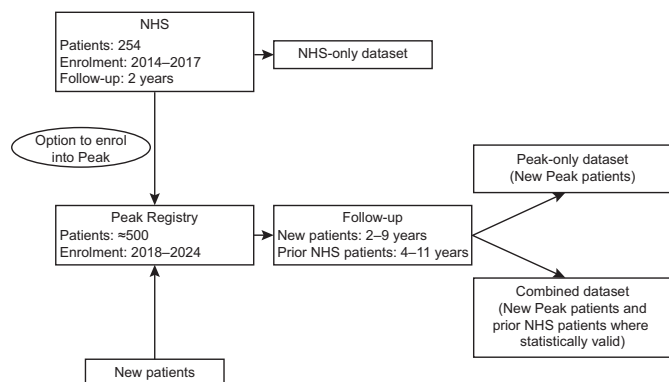 NHS
Patients: 254
Enrolment: 2014–2017
Follow-up: 2 years
NHS-only dataset
Option to enrol
into Peak
Peak Registry
Patients: ≈500
Enrolment: 2018–2024
Follow-up
New patients: 2–9 years
Prior NHS patients: 4–11 years
Peak-only dataset
(New Peak patients)
Combined dataset
(New Peak patients and
prior NHS patients where
statistically valid)
New patients